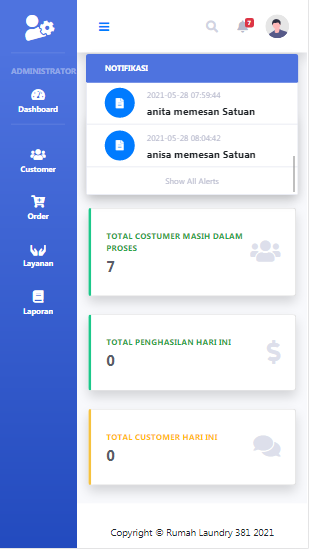 7
ADMINISTRATOR
Dashboard
Customer
Order
Layanan
Laporan
NOTIFIKASI
2021-05-28 07:59:44
anita memesan Satuan
2021-05-28 08:04:42
anisa memesan Satuan
Show All Alerts
TOTAL COSTUMER MASIH DALAM
PROSES
7
TOTAL PENGHASILAN HARI INI
0
TOTAL CUSTOMER HARI INI
0
Copyright © Rumah Laundry 381 2021